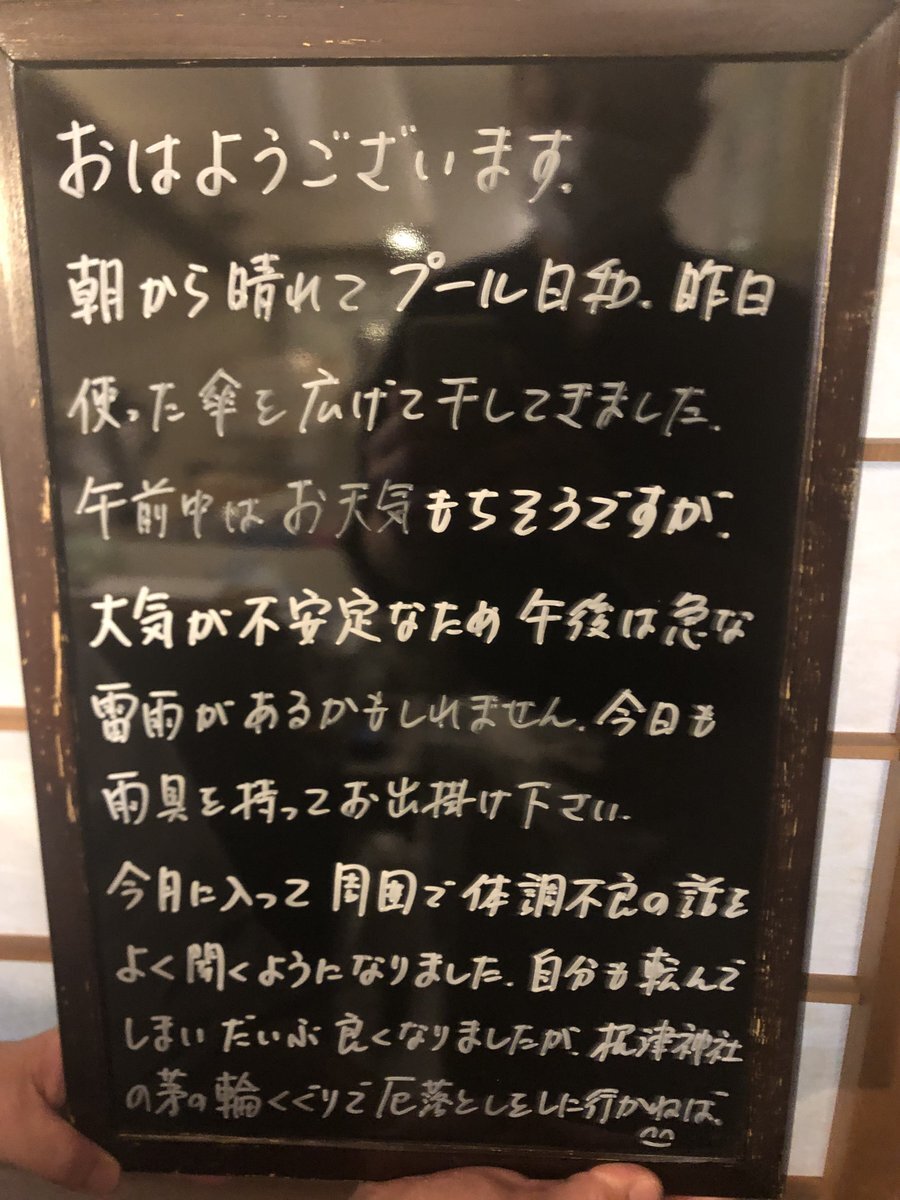 おはようございます.
朝から晴れてプール日和. 昨日
使った傘を広げて干してきました.
午前中はお天気もちそうですが.
大気が不安定なため午後は急な
雷雨があるかもしれません. 今日も
雨具を持ってお出掛け下さい.
今月に入って周囲で体調不良の話を
よく聞くようになりました. 自分も転んで
しまいだいぶ良くなりましたが. 根津神社
の茅の輪くぐりで厄落としをしに行かねば.